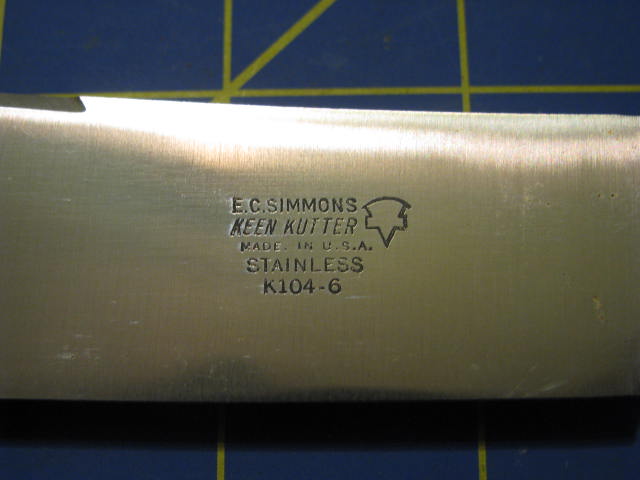 E.C.SIMMONS
KEEN KUTTER
MADE. IN U.S.A.
STAINLESS
K104-6